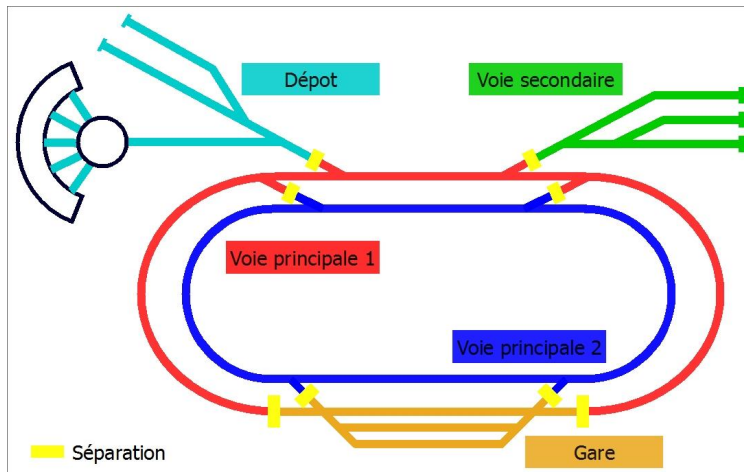 Dépot
Voie secondaire
Voie principale 1
Voie principale 2
Séparation
Gare